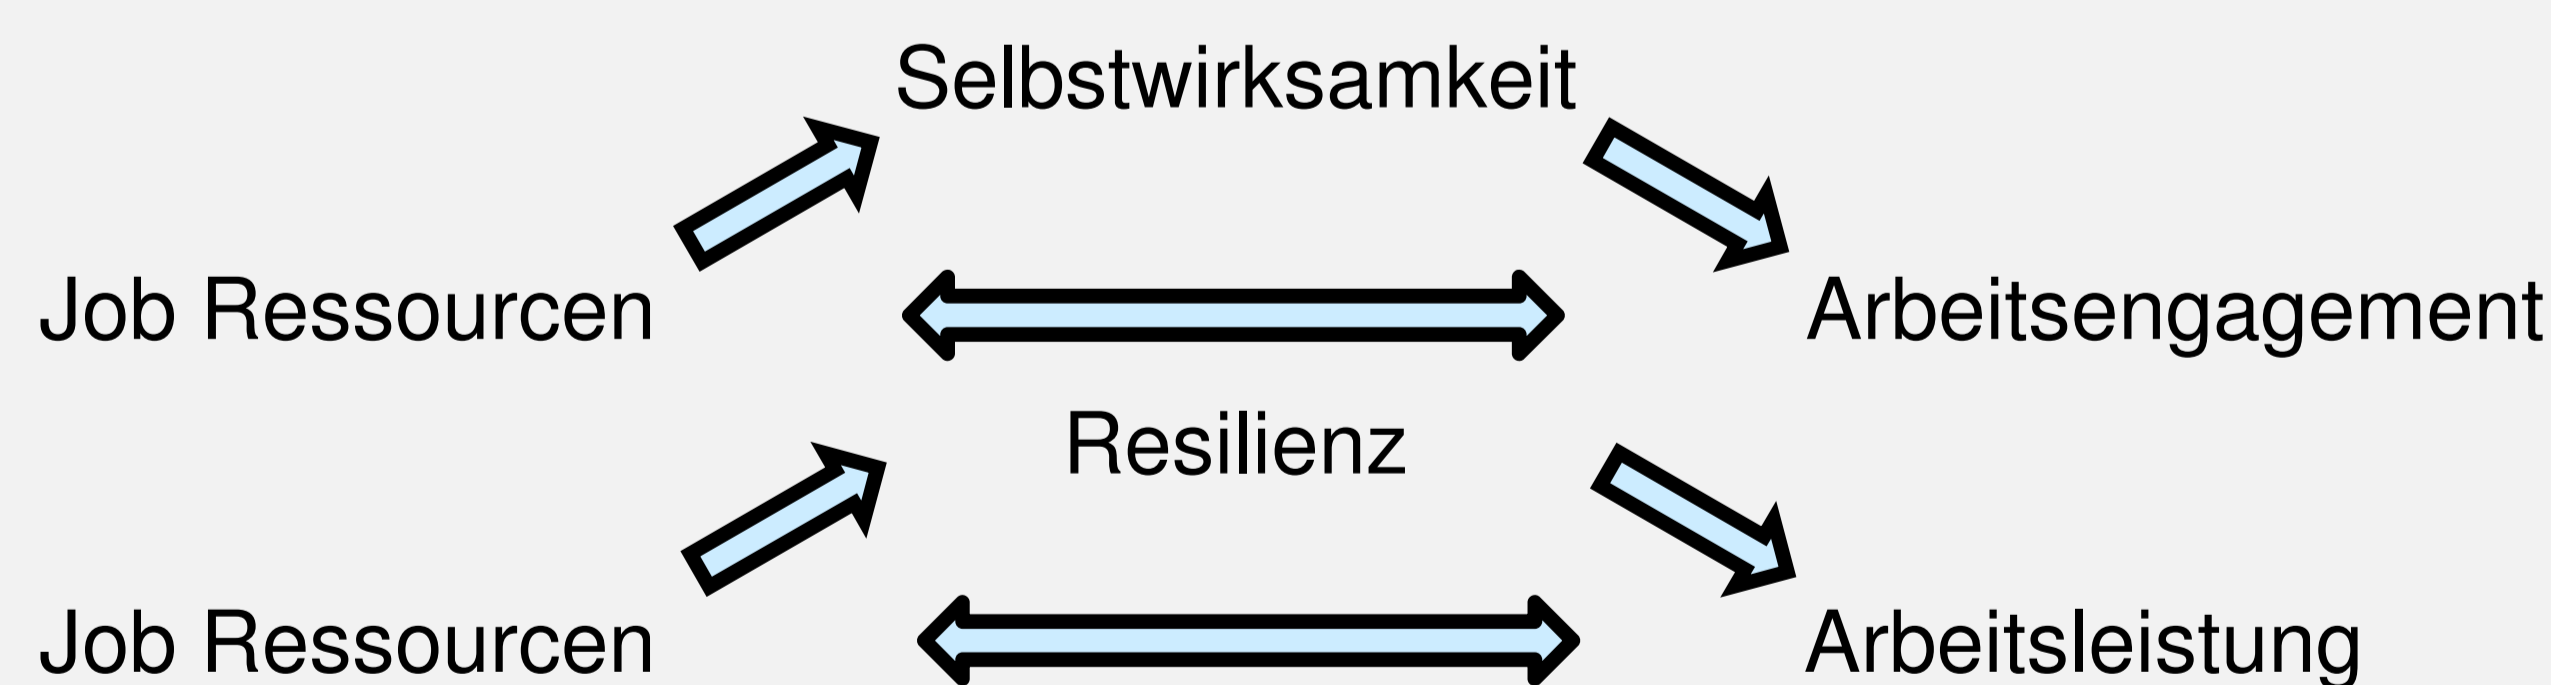 Selbstwirksamkeit
Job Ressourcen Arbeitsengagement
Resilienz
Job Ressourcen Arbeitsleistung